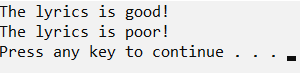 The lyrics is good!
The lyrics is poor!
Press any key to continue . . .